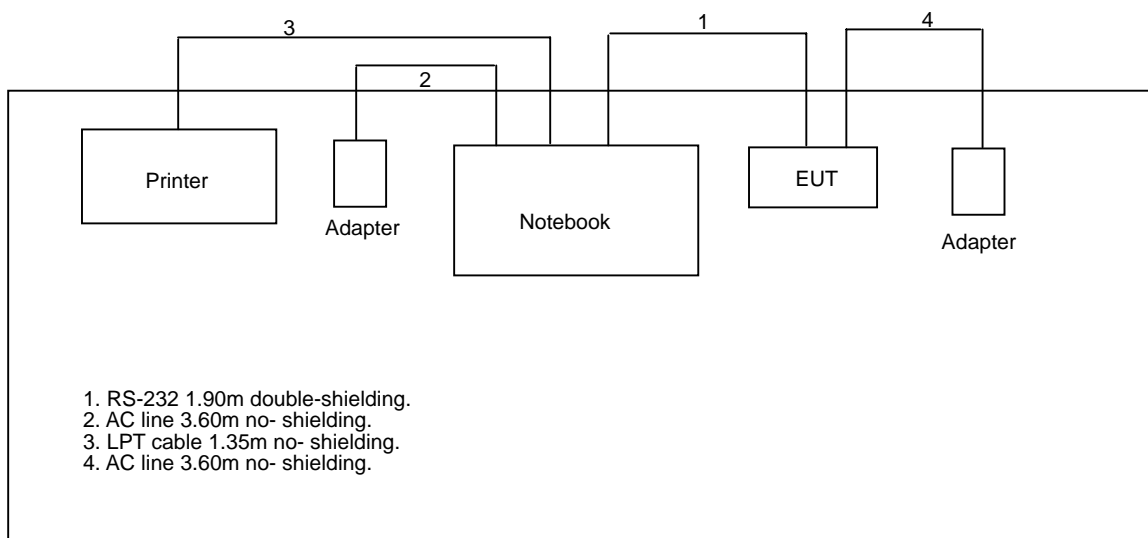 3
1
4
2
Printer
Adapter
Notebook
EUT
Adapter
1. RS-232 1.90m double-shielding.
2. AC line 3.60m no- shielding.
3. LPT cable 1.35m no- shielding.
4. AC line 3.60m no- shielding.